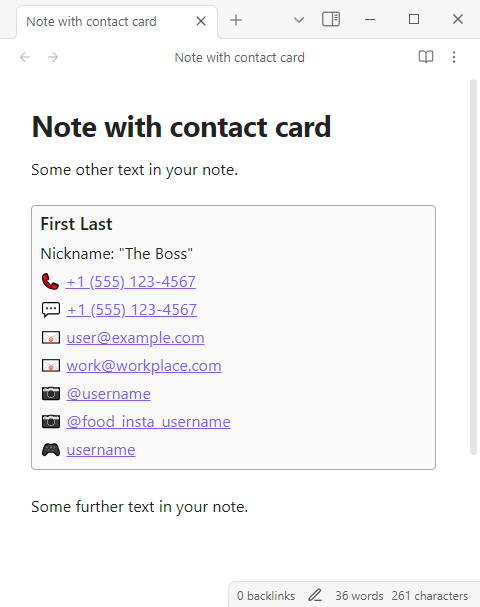 Note with contact card
Note with contact card
Note with contact card
Some other text in your note.
First Last
Nickname: "The Boss"
+1 (555) 123-4567
+1 (555) 123-4567
user@example.com
work@workplace.com
@username
@food_insta_username
username
Some further text in your note.
0 backlinks 36 words 261 characters